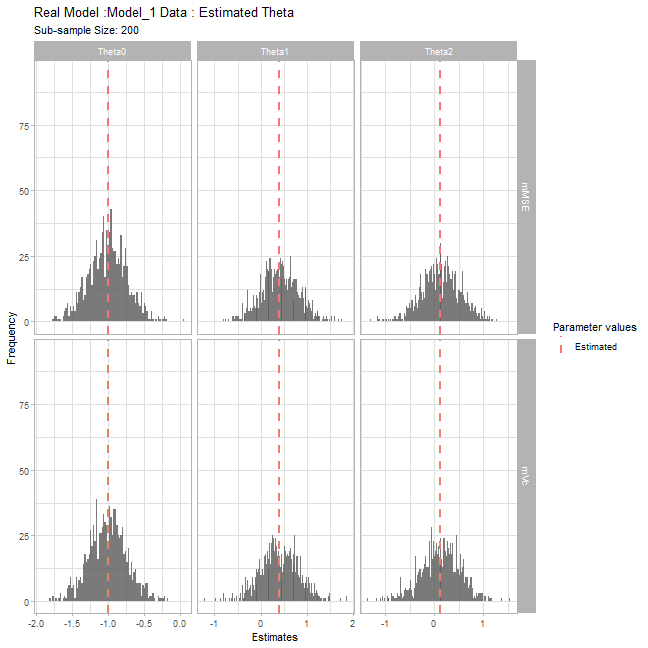 Real Model :Model_1 Data : Estimated Theta
Sub-sample Size: 200
Theta0 Theta1 Theta2
75
50
25
0
mMSE
75
50
25
0
mVc
Frequency
-2.0 -1.5 -1.0 -0.5 0.0 -1 0 1 2 -1 0 1
Estimates
Parameter values
Estimated